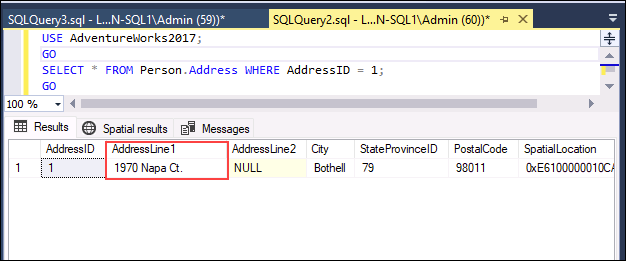 SQLQuery3.sql - L...N-SQL1\Admin (59))* SQLQuery2.sql - L...N-SQL1\Admin (60))*
USE AdventureWorks2017;
GO
SELECT * FROM Person.Address WHERE AddressID = 1;
GO
100 %
Results Spatial results Messages
AddressID AddressLine1 AddressLine2 City StateProvinceID PostalCode SpatialLocation
1 1 1970 Napa Ct. NULL Bothell 79 98011 0xE6100000010CA